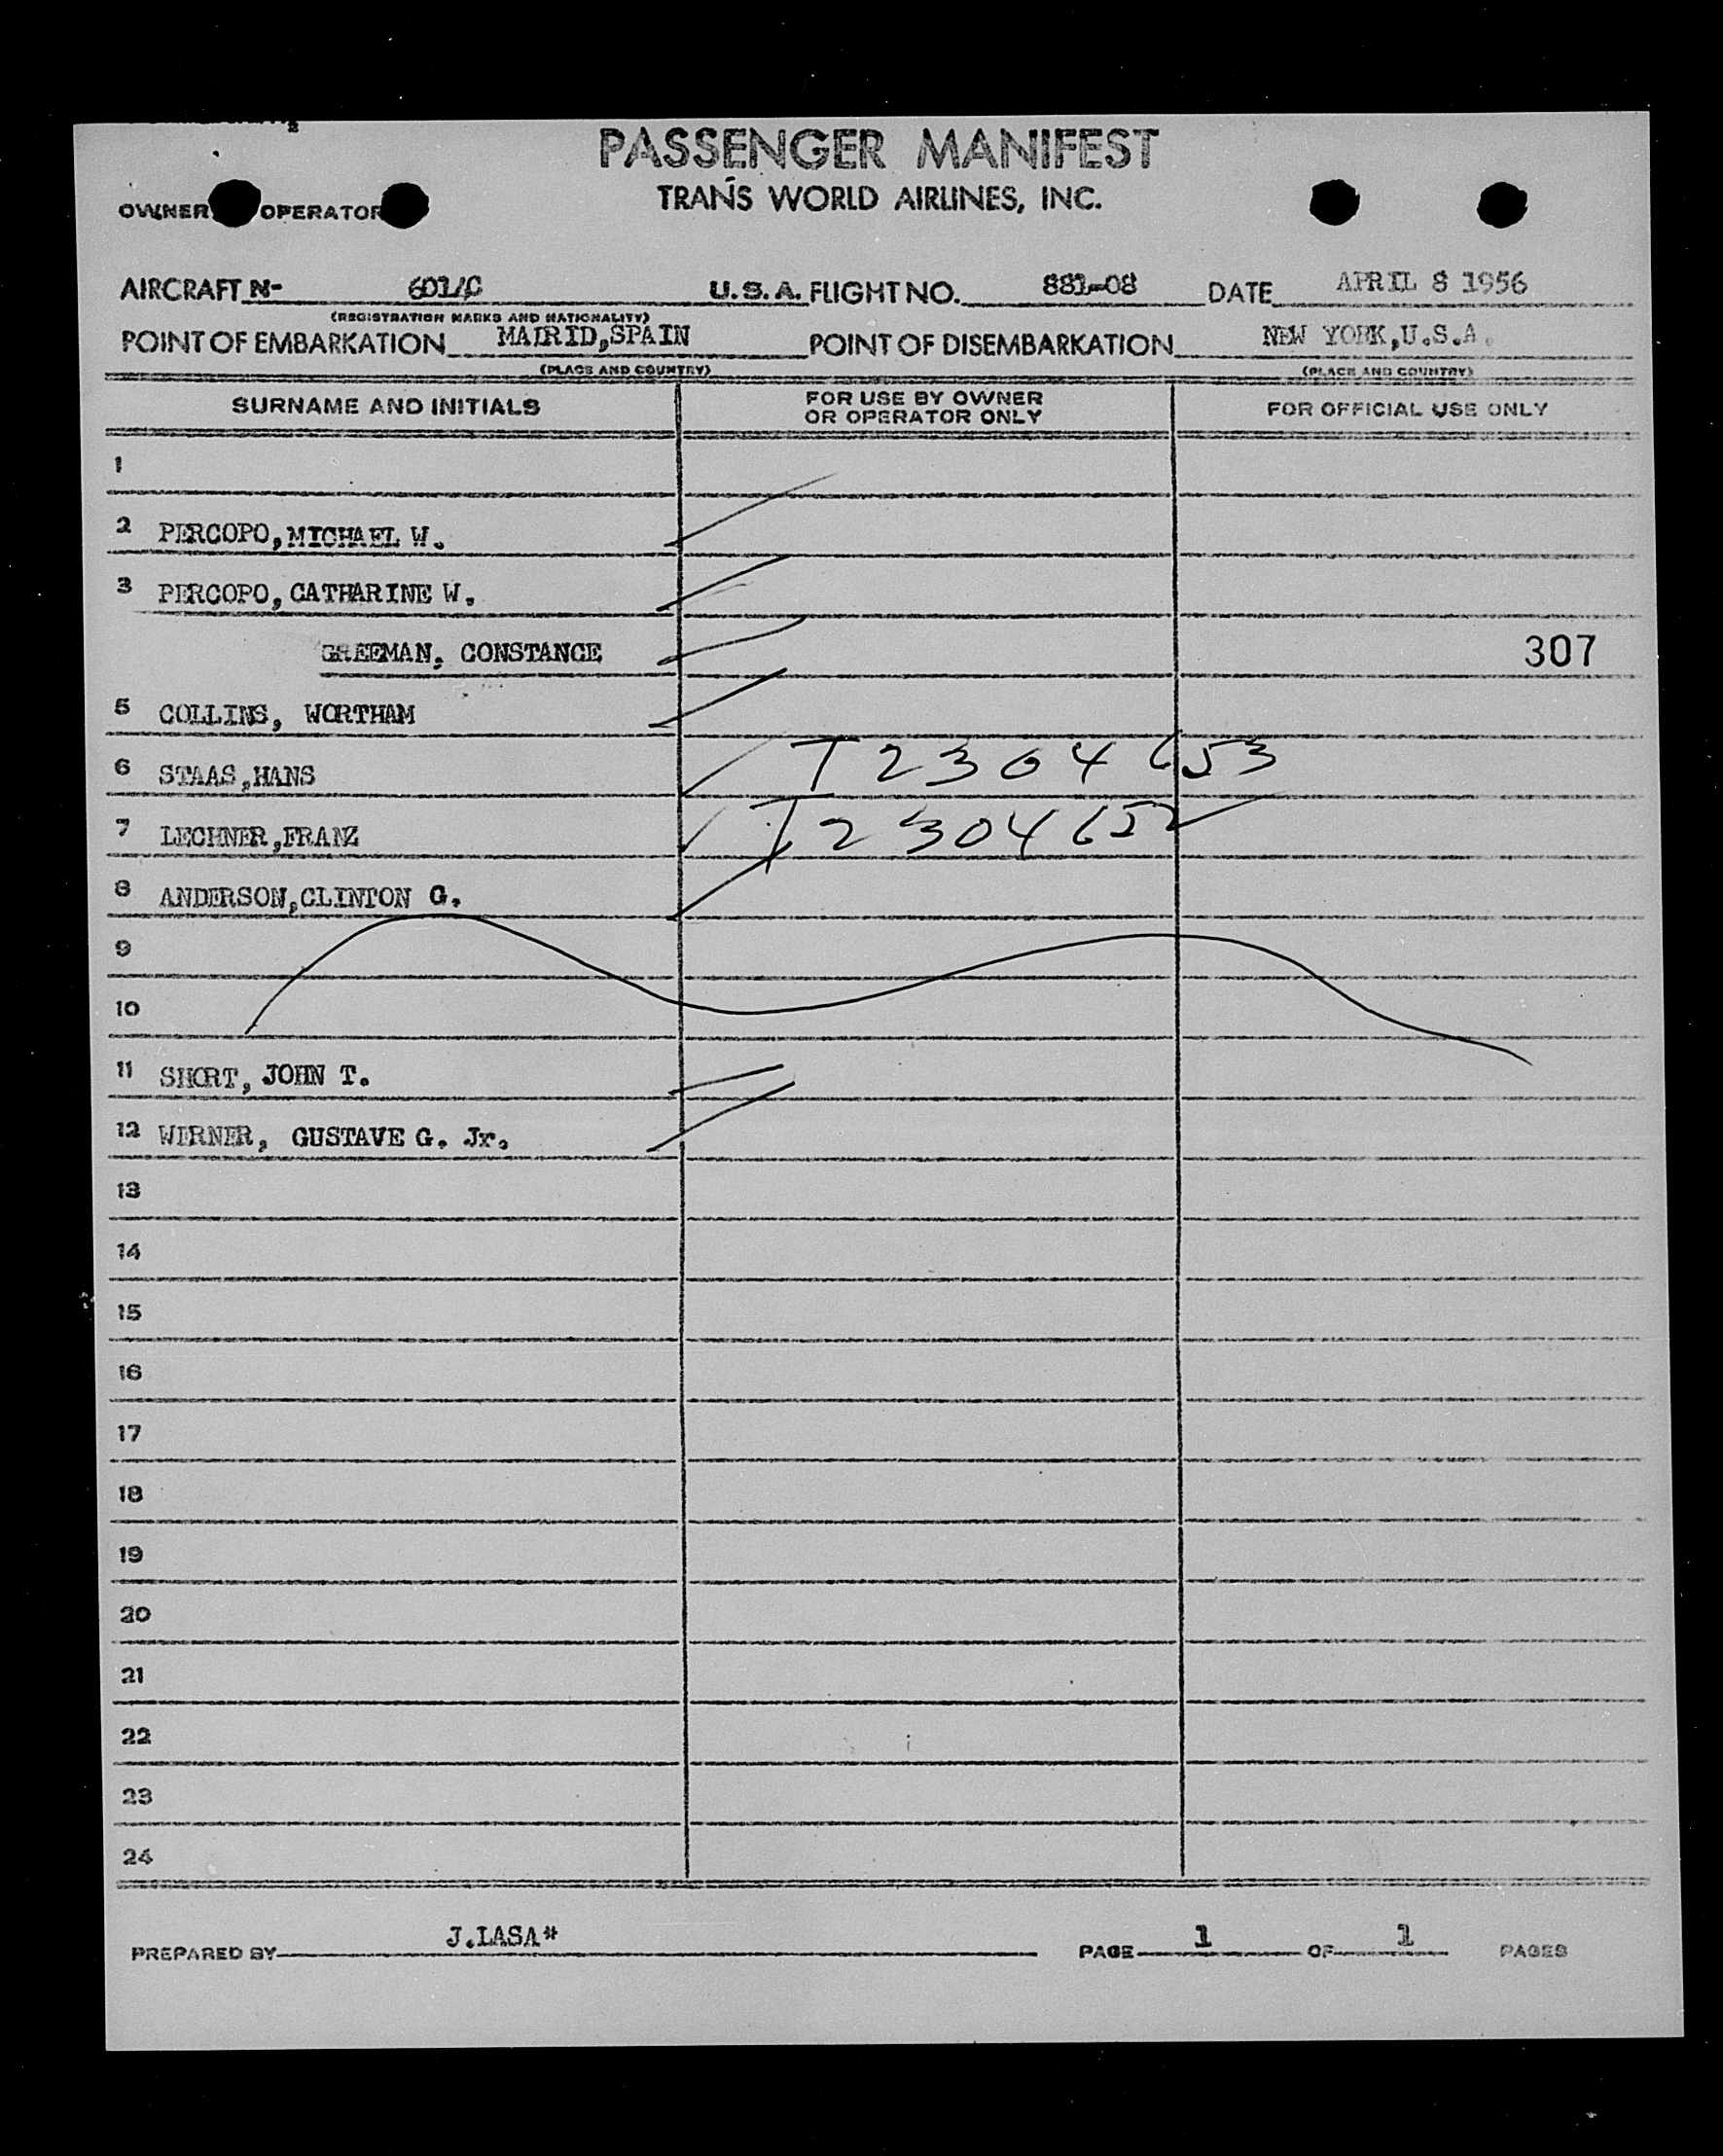 PASSENGER MANIFEST
OWNER OPERATOR TRANS WORLD AIRLINES, INC.
AIRCRAFT N- U.S.A. FLIGHT NO. 881-08 DATE APRIL 8 1956
(REGISTRATION MARKS AND NATIONALITY)
POINT OF EMBARKATION MADRID,SPAIN POINT OF DISEMBARKATION NEW YORK,U.S.A.
(PLACE AND COUNTRY) (PLACE AND COUNTRY)
SURNAME AND INITIALS FOR USE BY OWNER OR OPERATOR ONLY FOR OFFICIAL USE ONLY
1
2 PERCOPO,MICHAEL W.
3 PERCOPO,CATHARINE W.
CONSTANCE 307
5 COLLINS, WORTHAM
6 STAAS,HANS T2304653
7 LECHNER,FRANZ T2304652
8 ANDERSON,CLINTON G.
9
10
11 SHORT, JOHN T.
12 WERNER, GUSTAVE G. Jr.
13
14
15
16
17
18
19
20
21
22
23
24
PREPARED BY J.LASA* PAGE 1 OF 1 PAGES